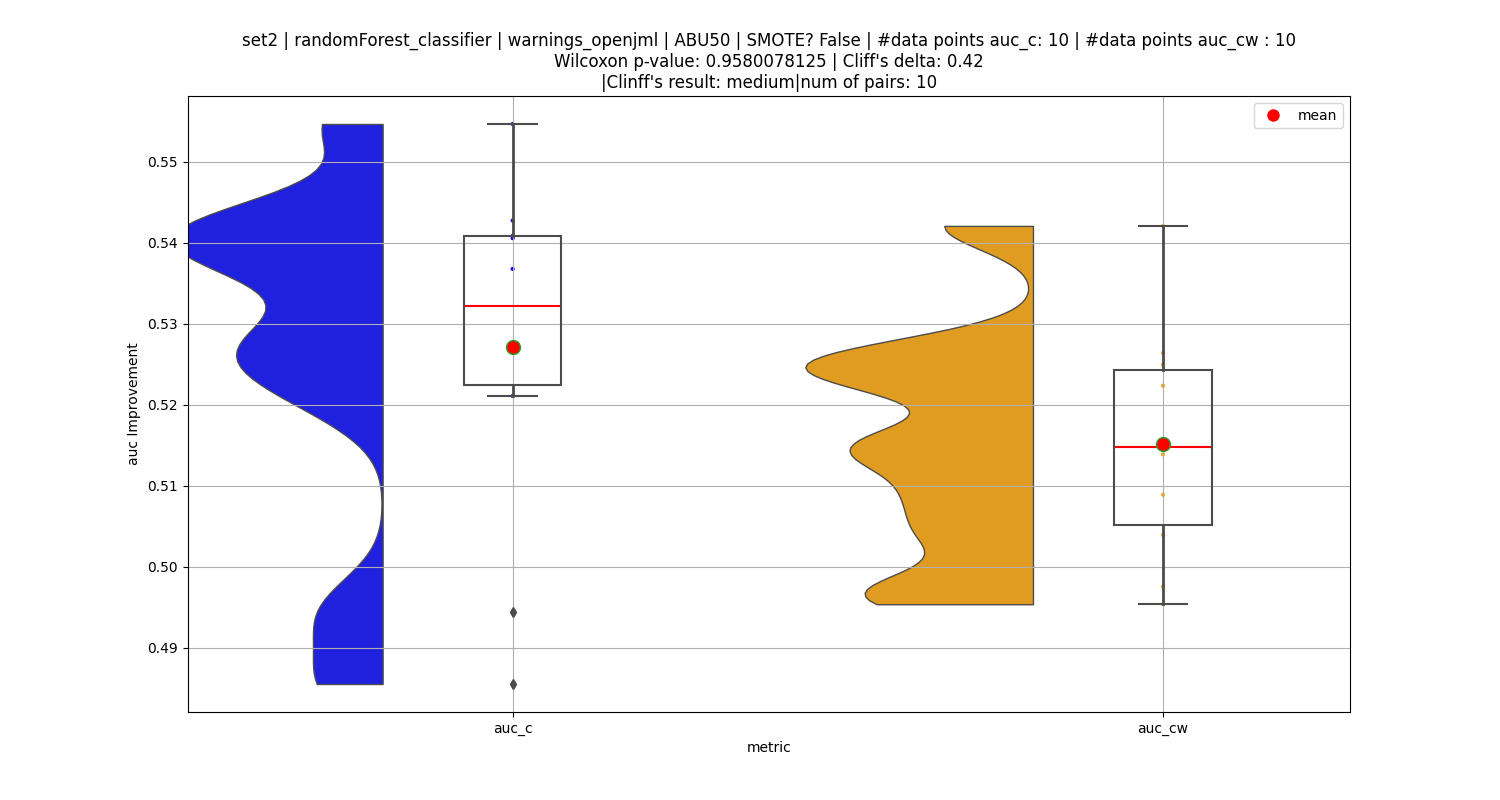 set2 | randomForest_classifier | warnings_openjml | ABU50 | SMOTE? False | #data points auc_c: 10 | #data points auc_cw : 10
Wilcoxon p-value: 0.9580078125 | Cliff's delta: 0.42
|Clinff's result: medium|num of pairs: 10
mean
0.55
0.54
0.53
0.52
0.51
0.50
0.49
auc Improvement
auc_c
auc_cw
metric